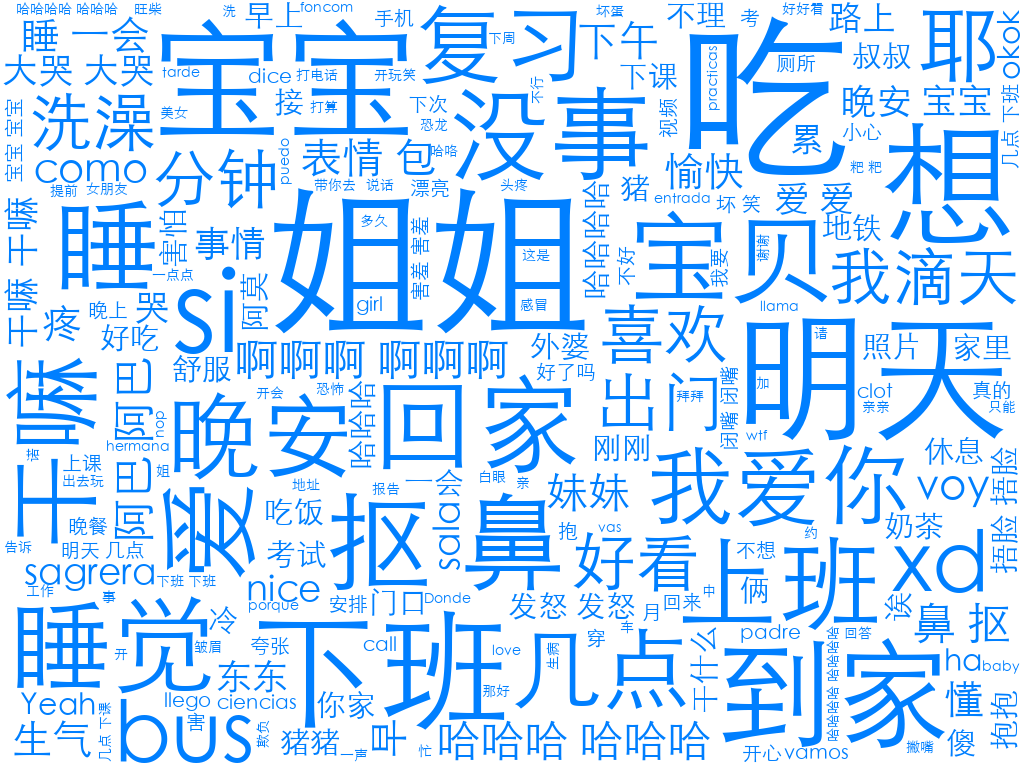 哈哈哈哈 哈哈哈
旺柴
洗
早上
foncom
手机
坏蛋
不理
考
好好看
路上
睡 一会
宝宝
复习
下周
下午
吃
叔叔
耶
okok
大哭 大哭
tarde
dice
打电话
开玩笑
下课
practicas
厕所
宝宝 宝宝
洗澡
美女
接
打算
下次
恐龙
不行
没事
视频
晚安 宝宝
几点 下班
como
分钟
puedo
表情 包
哈咯
愉快
累
小心
想
粑 粑
提前
女朋友
带你去
说话
漂亮
头疼
猪
entrada
坏 笑
爱 爱
干嘛 干嘛
睡
害怕
事情
姐姐
多久
害羞 害羞
这是
哈哈哈哈
不好
宝贝
我要
谢谢
地铁
一点点
si
阿莫
girl
感冒
我滴天
疼
晚上
哭
llama
好吃
舒服
啊啊啊 啊啊啊
外婆
喜欢
明天
请
照片
家里
干嘛
阿巴 阿巴
开会
恐怖
好了吗
出门
拜拜
闭嘴 闭嘴
加
clot
亲亲
真的
只能
晚安
哈哈哈
回家
刚刚
wtf
hermana
nop
诺
上课
姐
出去玩
地址
报告
一会
白眼
亲
妹妹
我爱你
休息
voy
捂脸 捂脸
晚餐
爱
吃饭
抠鼻
抱
vas
约
奶茶
告诉
明天 几点
考试
sala
好看
不想
上班
xd
sagrera
下班 下班
nice
工作
事
porque
安排
门口
Donde
发怒 发怒
月
回来
中
俩
诶
鼻 抠
睡觉
冷
夸张
下班
call
love
生病
几点
穿
车
干什么
padre
到家
哈哈哈哈 哈哈哈哈
回答
皱眉
开
东东
那好
ha
baby
Yeah
llego
ciencias
你家
懂
抱抱
生气
几点 下课
bus
害
欺负
猪猪
一声
早
忙
哈哈哈 哈哈哈
开心
vamos
傻
撇嘴